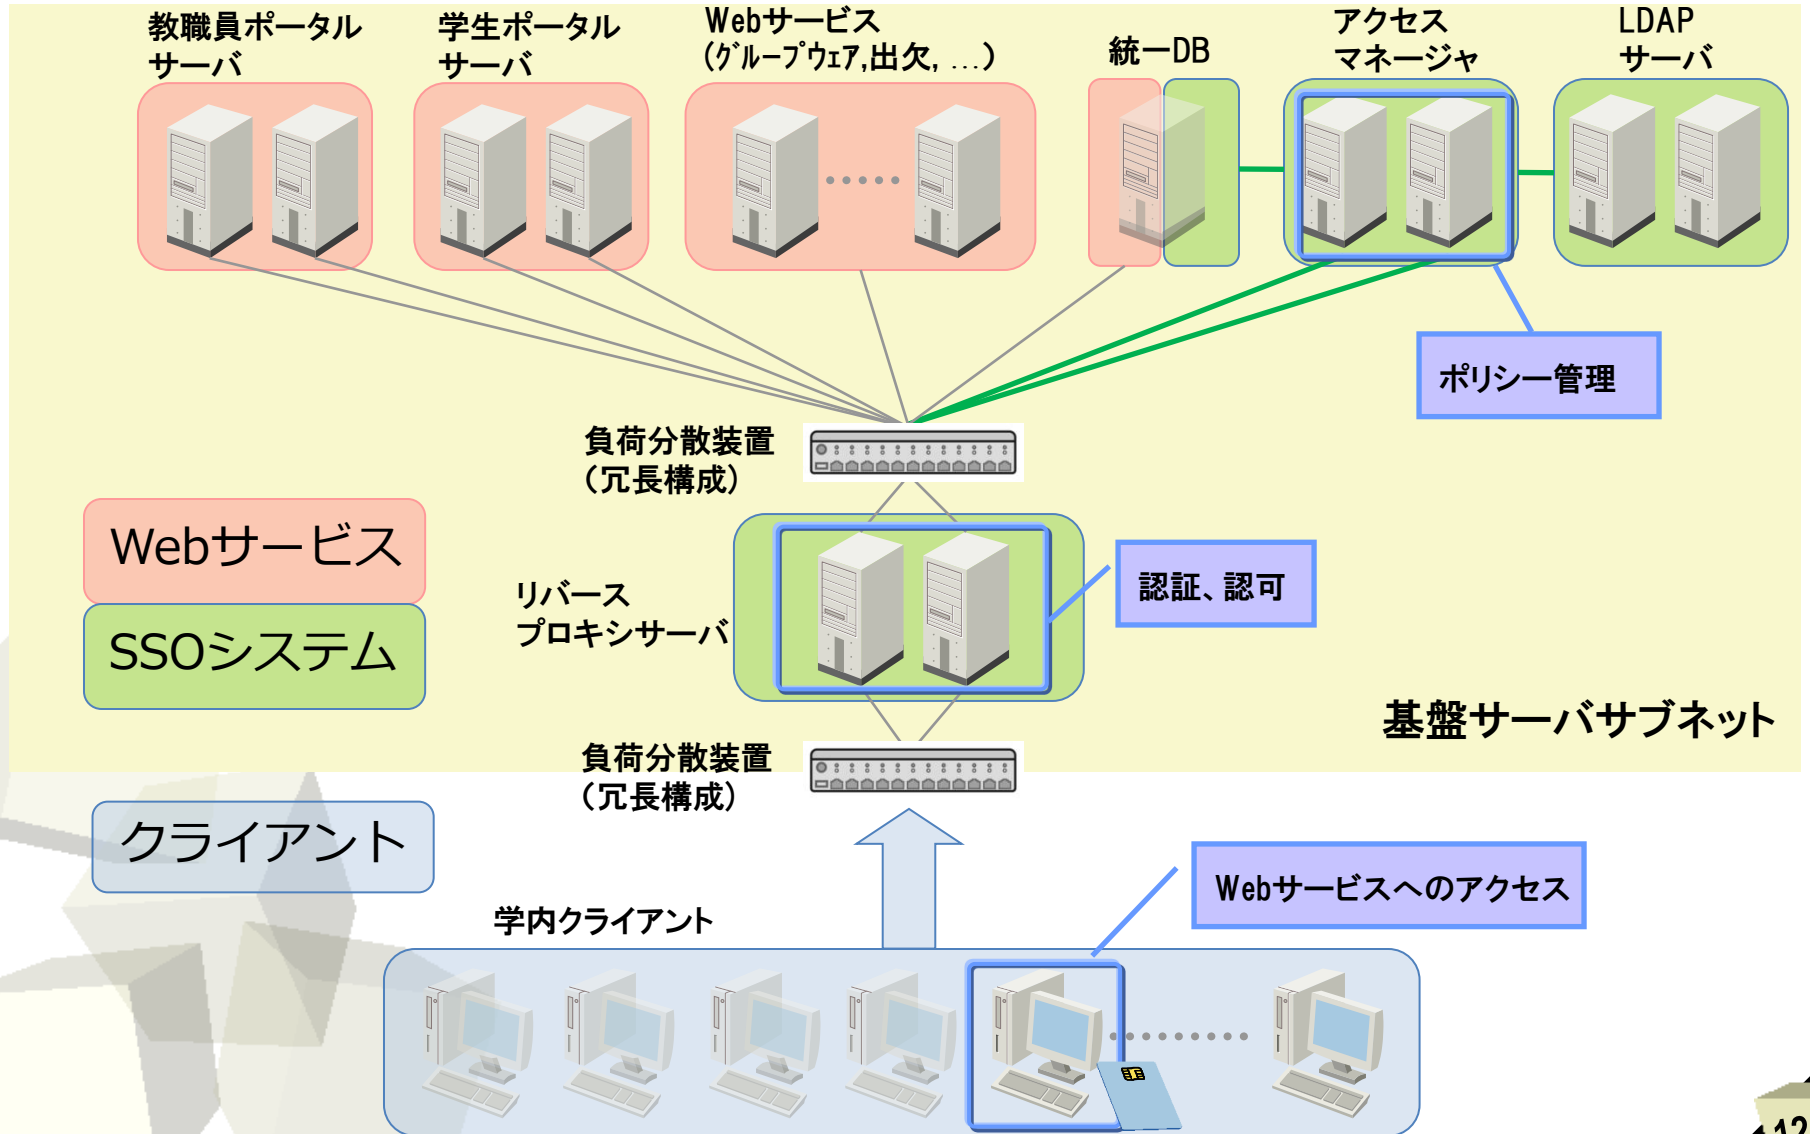 教職員ポータル
サーバ
学生ポータル
サーバ
Webサービス
(ｸﾞﾙｰﾌﾟｳｪｱ,出欠, …)
統一DB
アクセス
マネージャ
LDAP
サーバ
ポリシー管理
負荷分散装置
(冗長構成)
Webサービス
SSOシステム
リバース
プロキシサーバ
認証、認可
基盤サーバサブネット
負荷分散装置
(冗長構成)
クライアント
Webサービスへのアクセス
学内クライアント
12